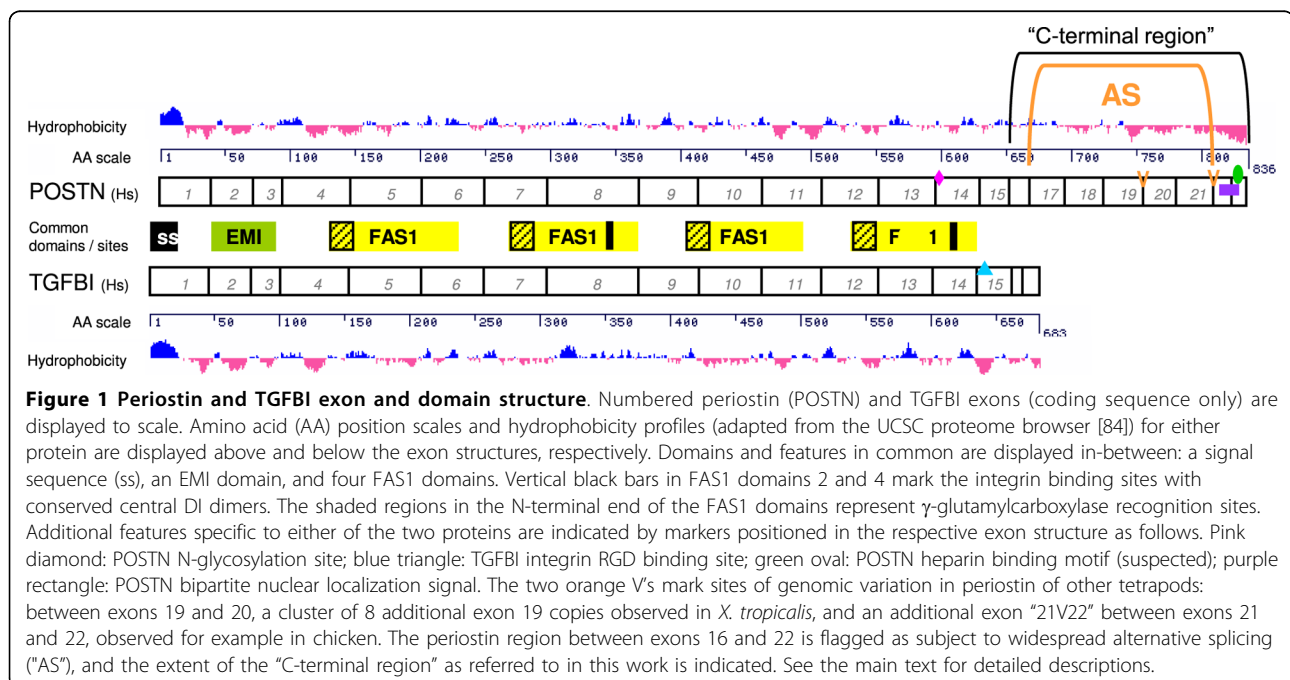 “C-terminal region”
AS
Hydrophobicity
AA scale
1 50 100 150 200 250 300 350 400 450 500 550 600 650 700 750 800
836
POSTN (Hs)
1 2 3 4 5 6 7 8 9 10 11 12 13 14 15 17 18 19 20 21
V V
Common
domains / sites
ss EMI FAS1 FAS1 FAS1 F 1
TGFBI (Hs)
1 2 3 4 5 6 7 8 9 10 11 12 13 14 15
AA scale
1 50 100 150 200 250 300 350 400 450 500 550 600 650
683
Hydrophobicity
Figure 1 Periostin and TGFBI exon and domain structure. Numbered periostin (POSTN) and TGFBI exons (coding sequence only) are
displayed to scale. Amino acid (AA) position scales and hydrophobicity profiles (adapted from the UCSC proteome browser [84]) for either
protein are displayed above and below the exon structures, respectively. Domains and features in common are displayed in-between: a signal
sequence (ss), an EMI domain, and four FAS1 domains. Vertical black bars in FAS1 domains 2 and 4 mark the integrin binding sites with
conserved central DI dimers. The shaded regions in the N-terminal end of the FAS1 domains represent γ-glutamylcarboxylase recognition sites.
Additional features specific to either of the two proteins are indicated by markers positioned in the respective exon structure as follows. Pink
diamond: POSTN N-glycosylation site; blue triangle: TGFBI integrin RGD binding site; green oval: POSTN heparin binding motif (suspected); purple
rectangle: POSTN bipartite nuclear localization signal. The two orange V's mark sites of genomic variation in periostin of other tetrapods:
between exons 19 and 20, a cluster of 8 additional exon 19 copies observed in X. tropicalis, and an additional exon “21V22” between exons 21
and 22, observed for example in chicken. The periostin region between exons 16 and 22 is flagged as subject to widespread alternative splicing
("AS"), and the extent of the “C-terminal region” as referred to in this work is indicated. See the main text for detailed descriptions.